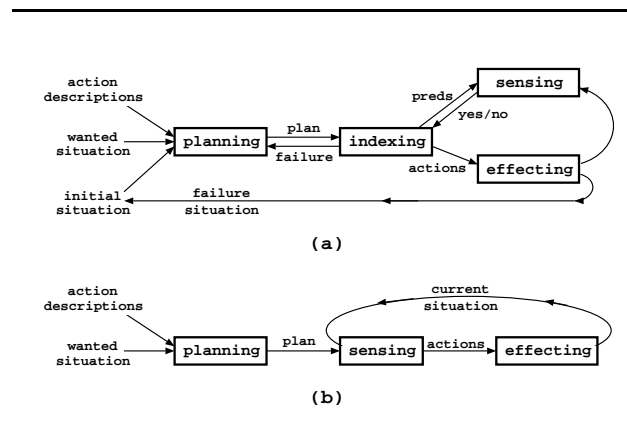 action
descriptions
wanted
situation
initial
situation
planning
plan
failure
indexing
preds
yes/no
sensing
actions
effecting
failure
situation
(a)
action
descriptions
wanted
situation
planning
plan
sensing
actions
effecting
current
situation
(b)